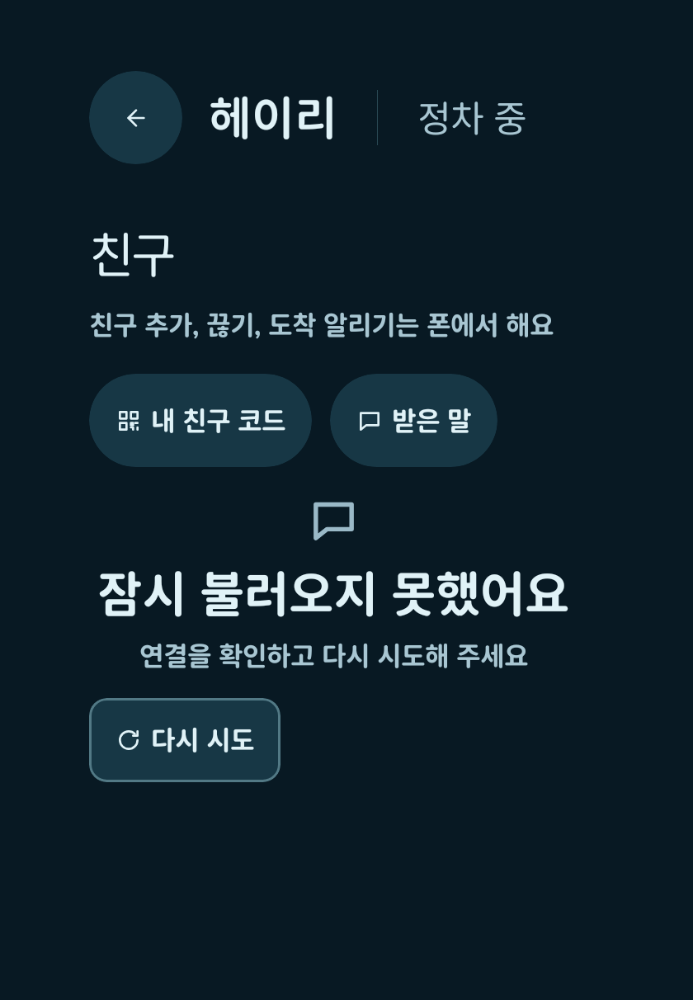 헤이리 정차 중
친구
친구 추가, 끊기, 도착 알리기는 폰에서 해요
내 친구 코드 받은 말
잠시 불러오지 못했어요
연결을 확인하고 다시 시도해 주세요
다시 시도